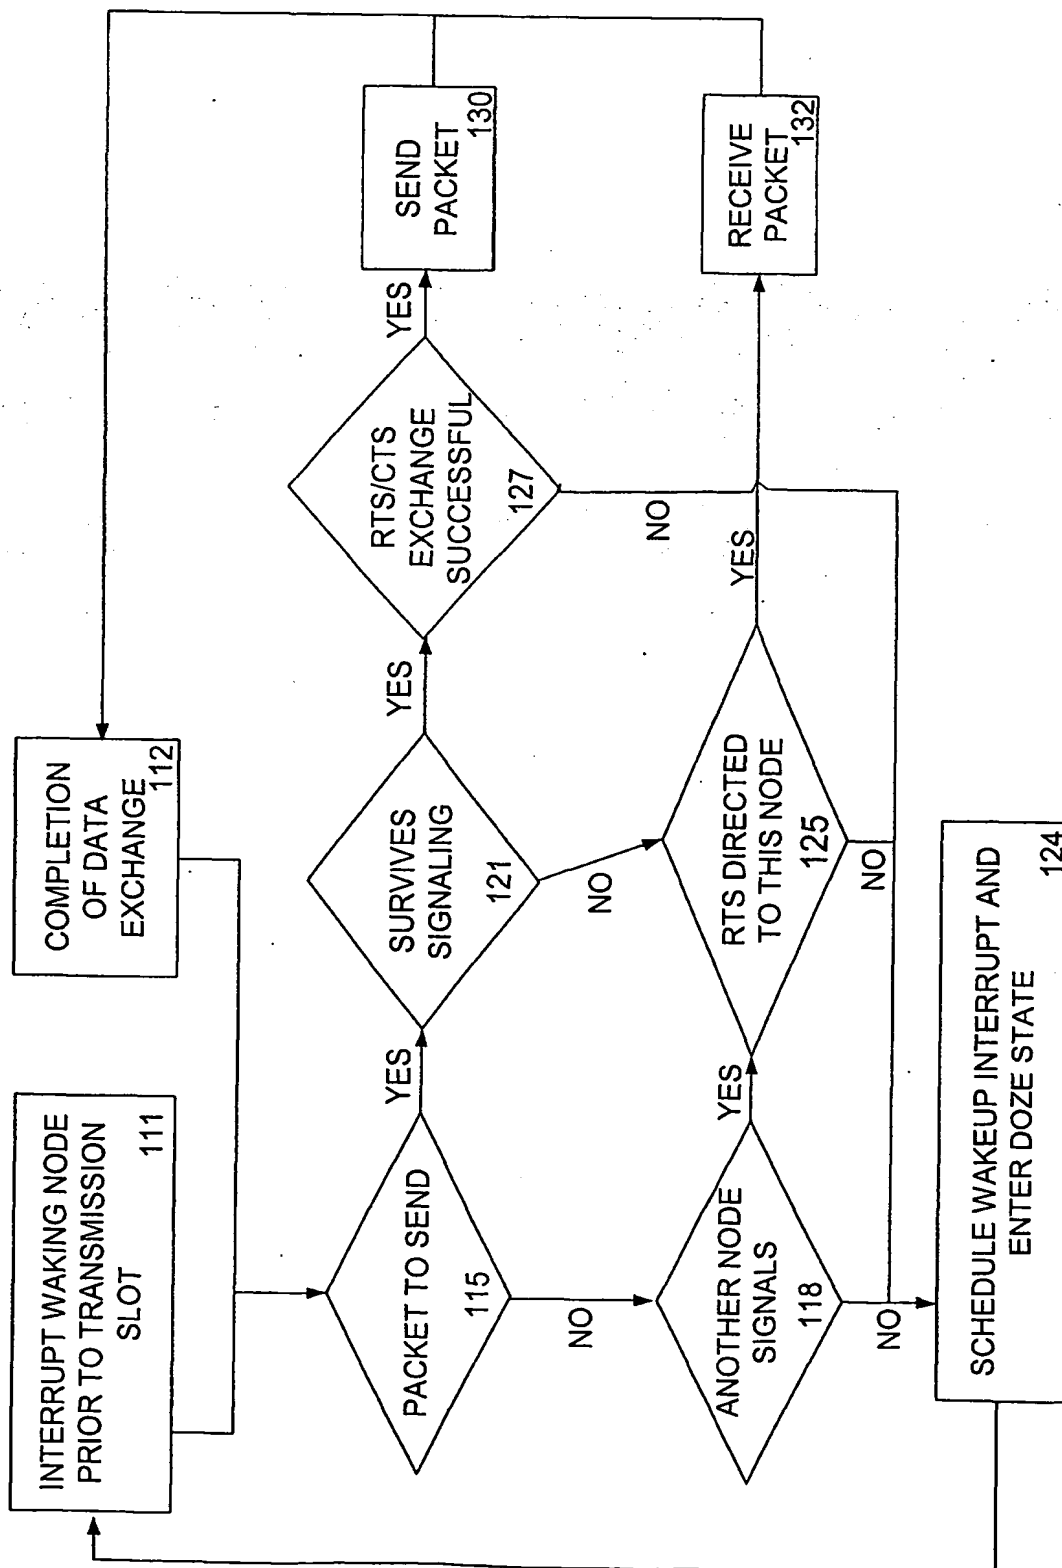 INTERRUPT WAKING NODE
PRIOR TO TRANSMISSION
SLOT
111
COMPLETION
OF DATA
EXCHANGE
112
PACKET TO SEND
115
YES
NO
SURVIVES
SIGNALING
121
YES
NO
RTS/CTS
EXCHANGE
SUCCESSFUL
127
YES
NO
SEND
PACKET
130
ANOTHER NODE
SIGNALS
118
YES
NO
RTS DIRECTED
TO THIS NODE
125
YES
NO
RECEIVE
PACKET
132
SCHEDULE WAKEUP INTERRUPT AND
ENTER DOZE STATE
124